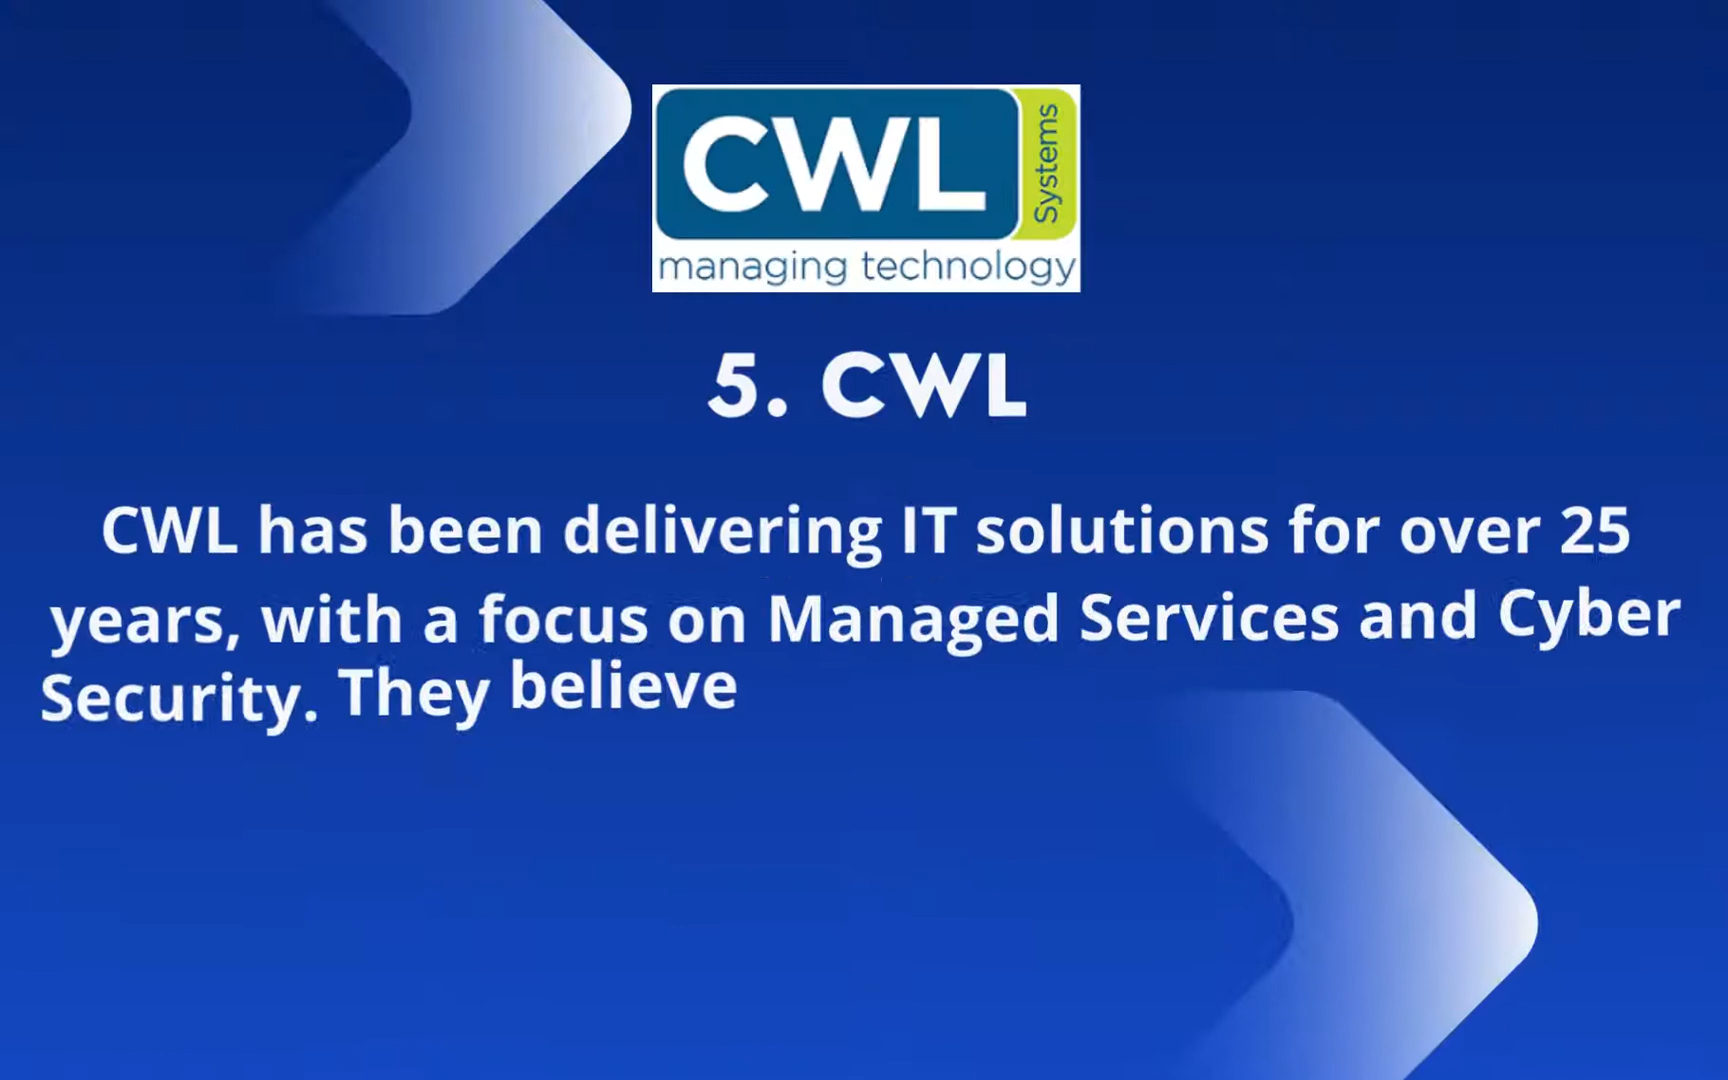 CWL
Systems
managing technology
5. CWL
CWL has been delivering IT solutions for over 25
years, with a focus on Managed Services and Cyber
Security. They believe